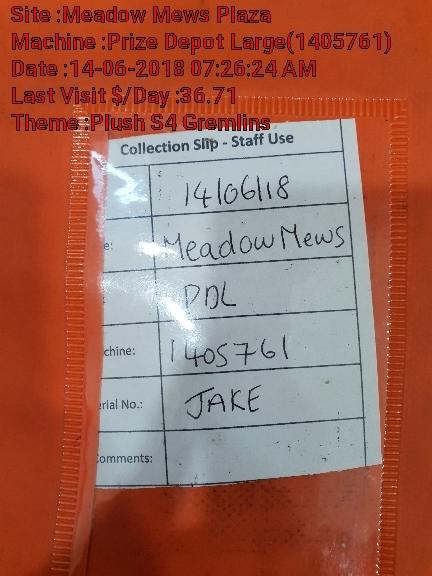 Site :Meadow Mews Plaza
Machine :Prize Depot Large(1405761)
Date :14-06-2018 07:26:24 AM
Last Visit $/Day :36.71
Theme :Plush S4 Gremlins
Collection Slip - Staff Use
14/06/18
e: Meadow Mews
: PDL
chine: 1405761
erial No.: JAKE
omments: